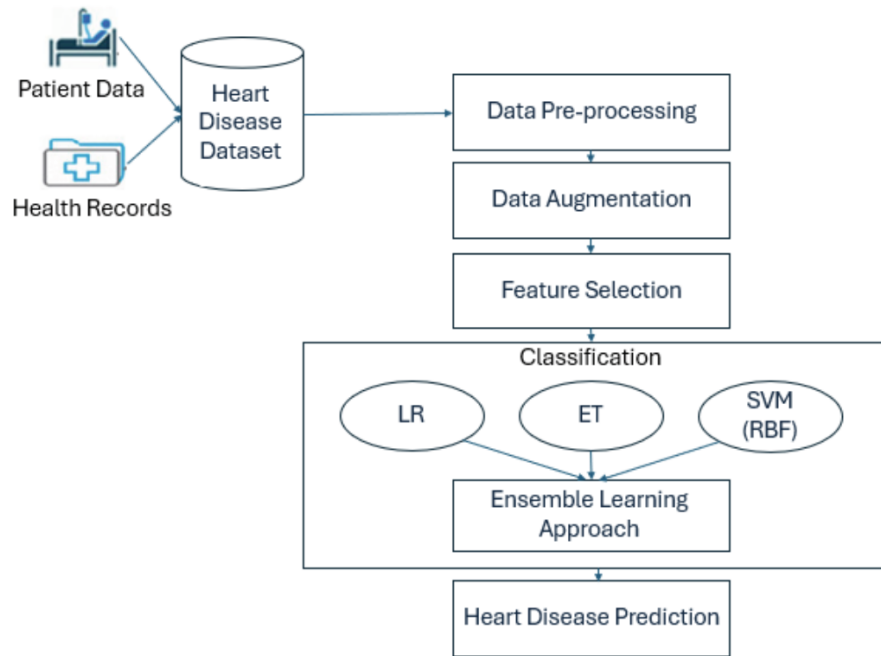 Patient Data
Health Records
Heart
Disease
Dataset
Data Pre-processing
Data Augmentation
Feature Selection
Classification
LR
ET
SVM
(RBF)
Ensemble Learning
Approach
Heart Disease Prediction